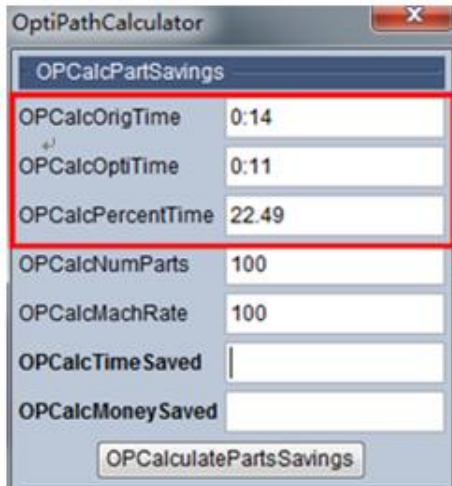 OptiPathCalculator
OPCalcPartSavings
OPCalcOrigTime 0:14
OPCalcOptiTime 0:11
OPCalcPercentTime 22.49
OPCalcNumParts 100
OPCalcMachRate 100
OPCalcTimeSaved
OPCalcMoneySaved
OPCalculatePartsSavings